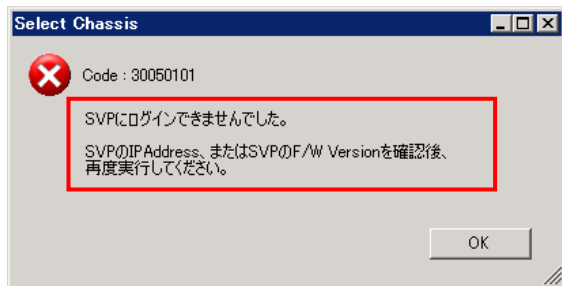 Select Chassis
Code : 30050101
SVPにログインできませんでした。
SVPのIPAddress、またはSVPのF/W Versionを確認後、
再度実行してください。
OK